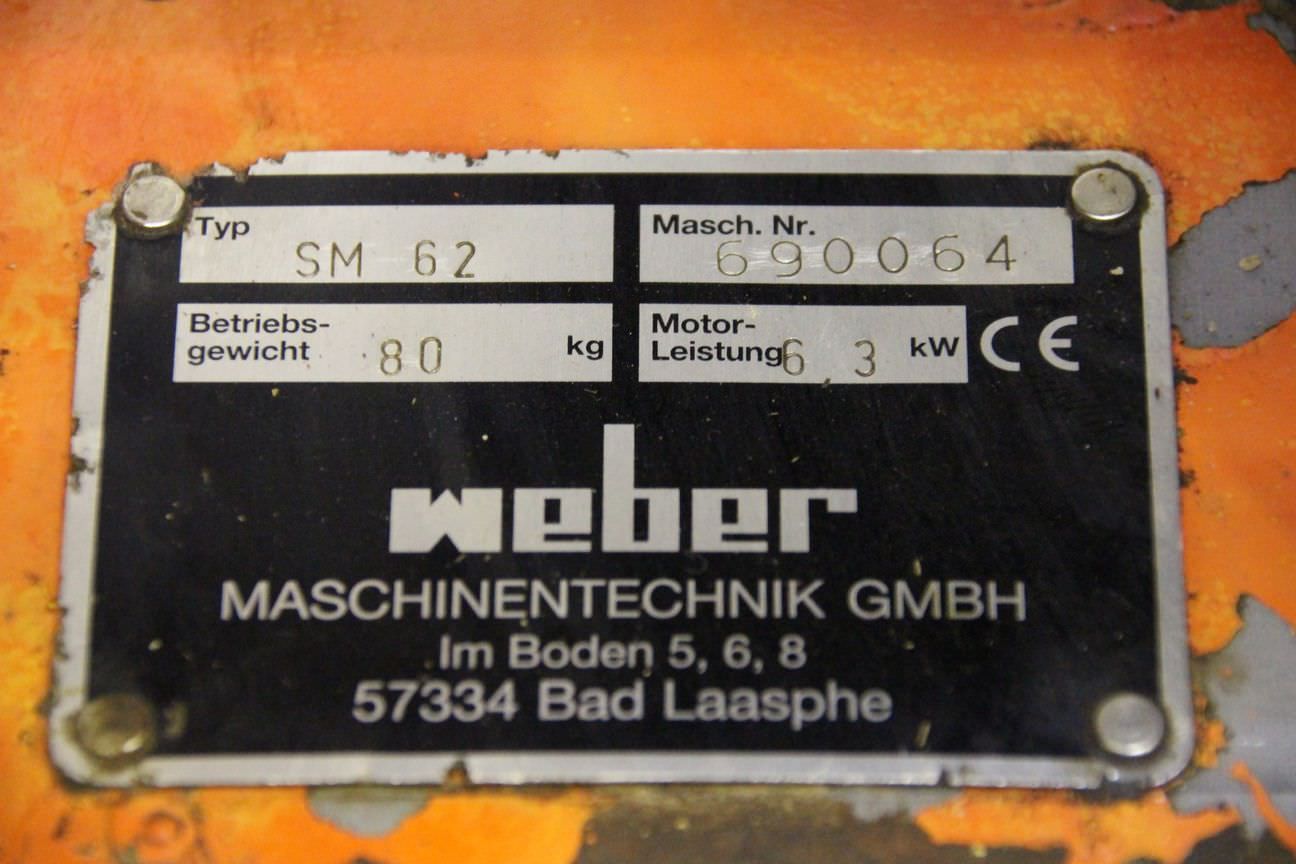 Typ SM 62
Masch. Nr. 690064
Betriebs-
gewicht 80 kg
Motor-
Leistung 6,3 kW
CE
weber
MASCHINENTECHNIK GMBH
Im Boden 5, 6, 8
57334 Bad Laasphe